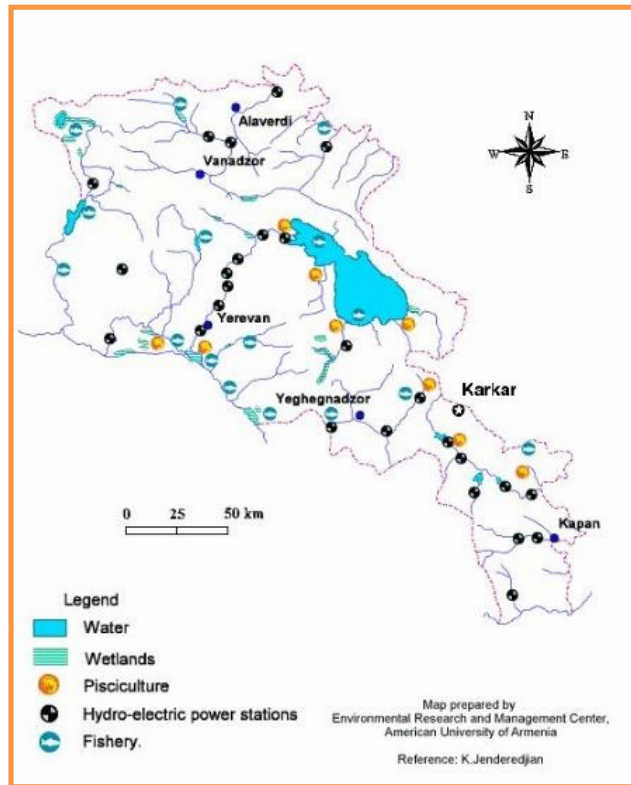 N
W E
S
Alaverdi
Vanadzor
Yerevan
Yeghegnadzor
Karkar
Kapan
0 25 50 km
Legend
Water
Wetlands
Pisciculture
Hydro-electric power stations
Fishery.
Map prepared by
Environmental Research and Management Center,
American University of Armenia
Reference: K.Jenderedjian